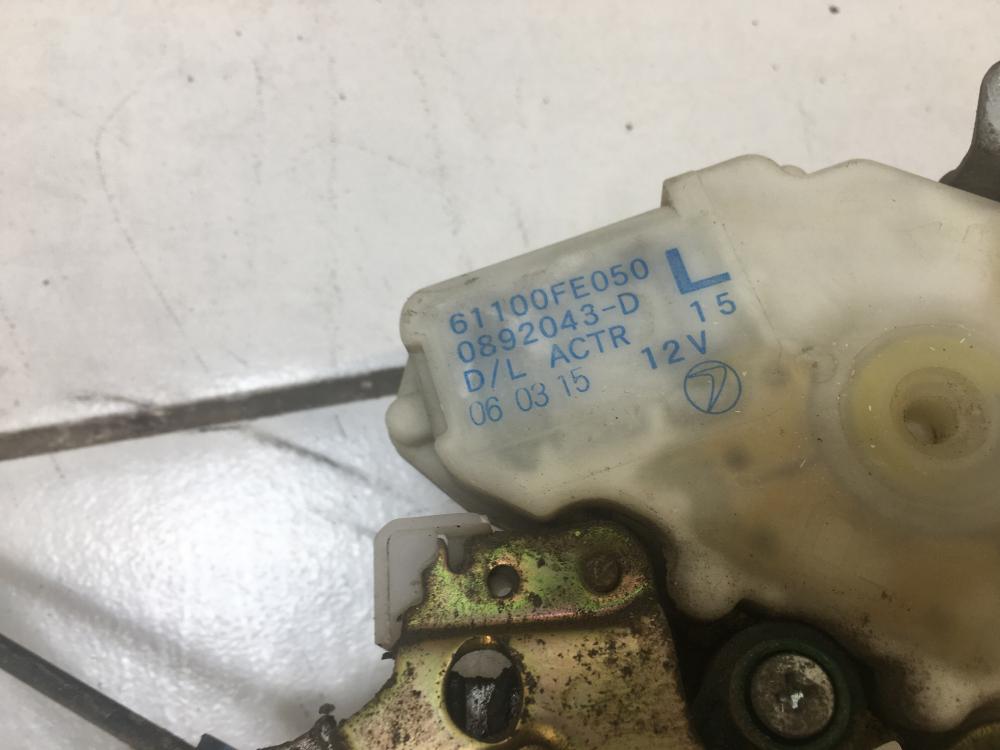 61100FE050
0892043-D
D/L ACTR
06 03 15
L
15
12V